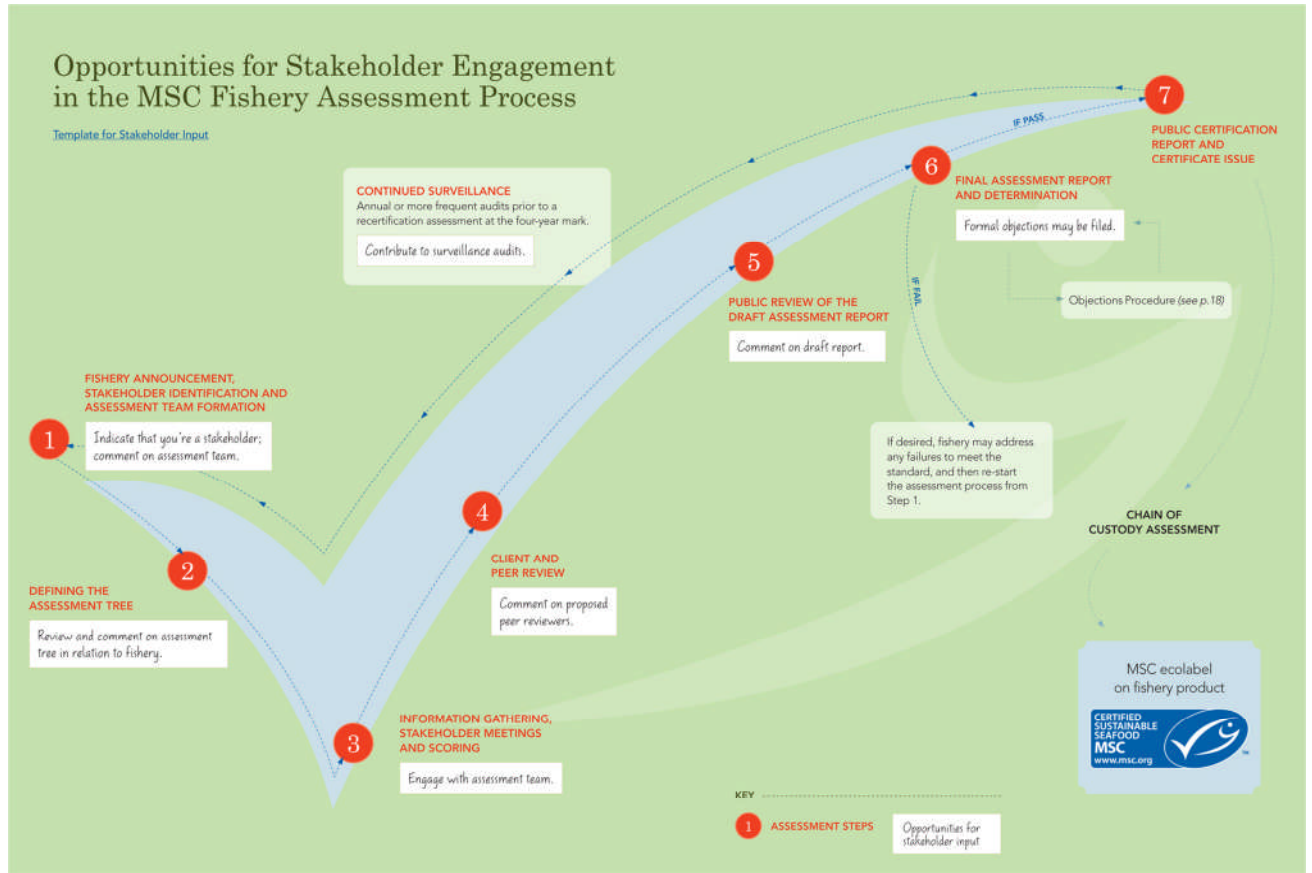 Opportunities for Stakeholder Engagement
in the MSC Fishery Assessment Process
Template for Stakeholder Input
CONTINUED SURVEILLANCE
Annual or more frequent audits prior to a
recertification assessment at the four-year mark.
Contribute to surveillance audits.
1
FISHERY ANNOUNCEMENT,
STAKEHOLDER IDENTIFICATION AND
ASSESSMENT TEAM FORMATION
Indicate that you're a stakeholder;
comment on assessment team.
2
DEFINING THE
ASSESSMENT TREE
Review and comment on assessment
tree in relation to fishery.
3
INFORMATION GATHERING,
STAKEHOLDER MEETINGS
AND SCORING
Engage with assessment team.
4
CLIENT AND
PEER REVIEW
Comment on proposed
peer reviewers.
5
PUBLIC REVIEW OF THE
DRAFT ASSESSMENT REPORT
Comment on draft report.
6
FINAL ASSESSMENT REPORT
AND DETERMINATION
Formal objections may be filed.
Objections Procedure (see p.18)
IF PASS
IF FAIL
If desired, fishery may address
any failures to meet the
standard, and then re-start
the assessment process from
Step 1.
7
PUBLIC CERTIFICATION
REPORT AND
CERTIFICATE ISSUE
CHAIN OF
CUSTODY ASSESSMENT
MSC ecolabel
on fishery product
CERTIFIED
SUSTAINABLE
SEAFOOD
MSC
www.msc.org
TM
KEY
1
ASSESSMENT STEPS
Opportunities for
stakeholder input